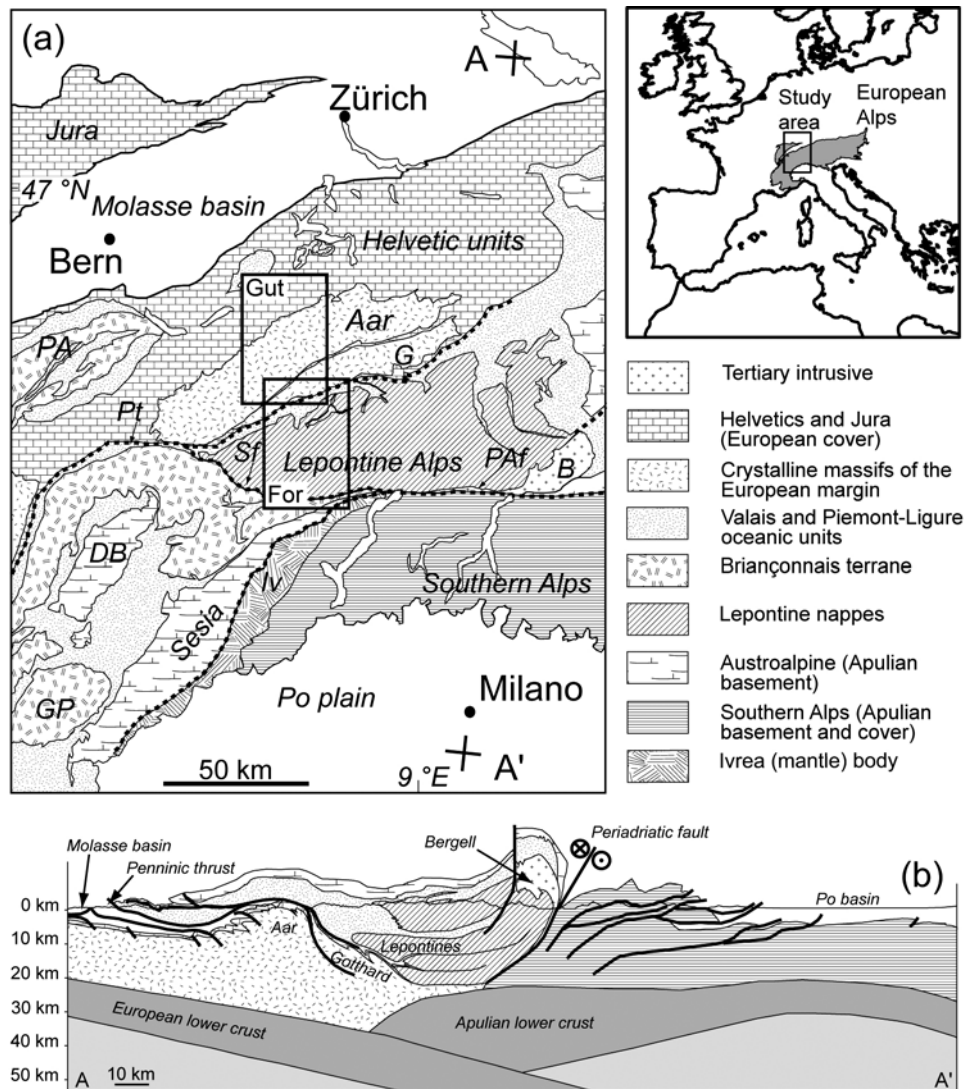 (a)
A
Zürich
Jura
47 °N
Molasse basin
Bern
Helvetic units
Gut
Aar
PA
G
Pt
Sf
Lepontine Alps
PAf
B
For
DB
Iv
Southern Alps
Sesia
GP
Po plain
Milano
50 km
9 °E
A'
Study
area
European
Alps
Tertiary intrusive
Helvetics and Jura
(European cover)
Crystalline massifs of the
European margin
Valais and Piemont-Ligure
oceanic units
Briançonnais terrane
Lepontine nappes
Austroalpine (Apulian
basement)
Southern Alps (Apulian
basement and cover)
Ivrea (mantle) body
Molasse basin
Penninic thrust
Bergell
Periadriatic fault
(b)
Po basin
0 km
10 km
20 km
30 km
40 km
50 km
Aar
Gotthard
Lepontines
European lower crust
Apulian lower crust
A
10 km
A'